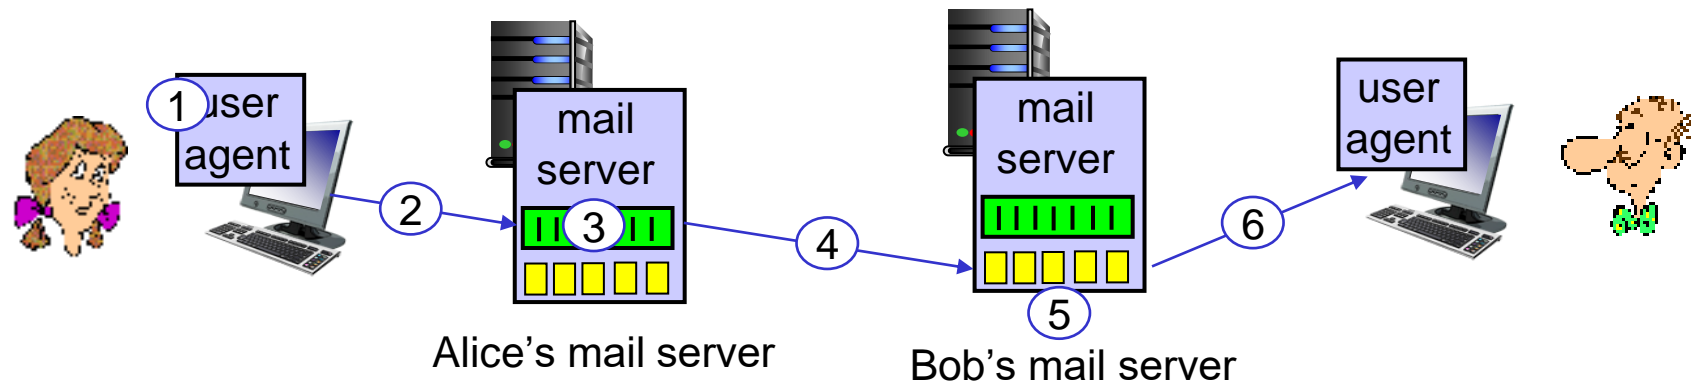 1 user
agent
2
mail
server
3
Alice's mail server
4
mail
server
5
Bob's mail server
6
user
agent